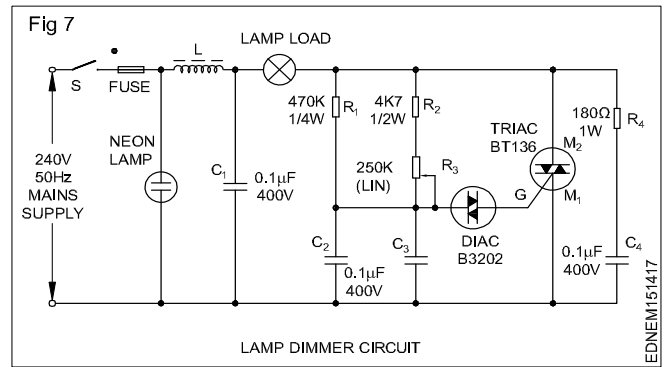 Fig 7
LAMP LOAD
L
S
FUSE
470K
1/4W
R1
4K7
1/2W
R2
180Ω
1W
R4
TRIAC
BT136
M2
M1
NEON
LAMP
240V
50Hz
MAINS
SUPPLY
C1
0.1µF
400V
250K
(LIN)
R3
G
DIAC
B3202
C2
0.1µF
400V
C3
0.1µF
400V
C4
LAMP DIMMER CIRCUIT
EDNEM151417